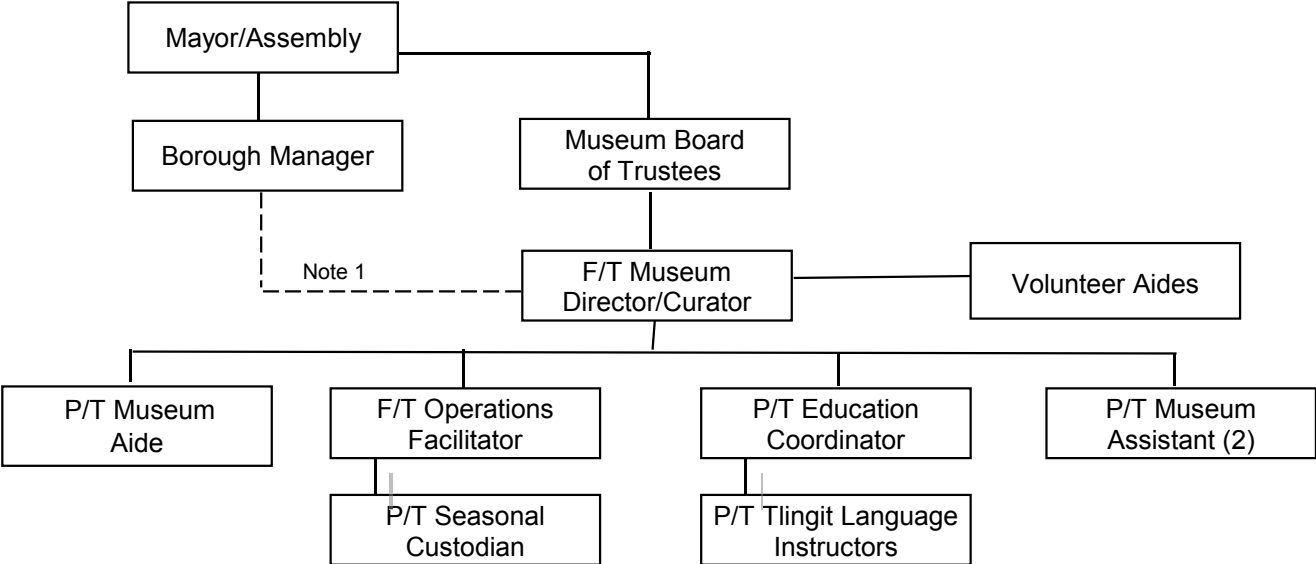 Mayor/Assembly
Borough Manager
Museum Board
of Trustees
Note 1
F/T Museum
Director/Curator
Volunteer Aides
P/T Museum
Aide
F/T Operations
Facilitator
P/T Education
Coordinator
P/T Museum
Assistant (2)
P/T Seasonal
Custodian
P/T Tlingit Language
Instructors